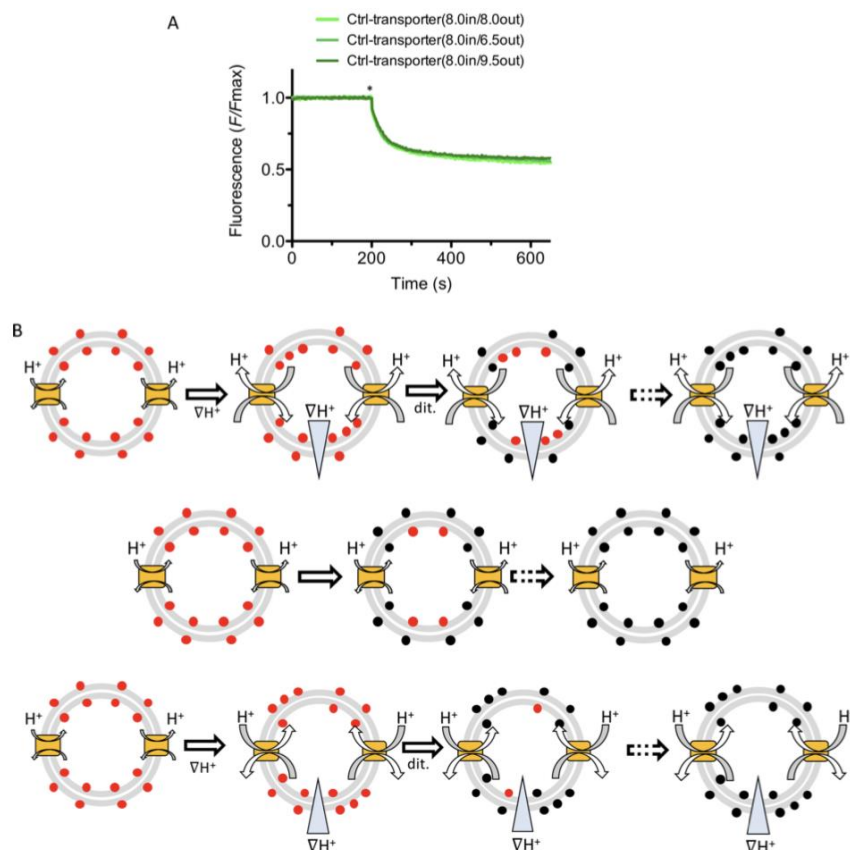 A
Ctrl-transporter(8.0in/8.0out)
Ctrl-transporter(8.0in/6.5out)
Ctrl-transporter(8.0in/9.5out)
*
Fluorescence (F/Fmax)
1.0
0.5
0.0
0
200
400
600
Time (s)
B
H⁺ H⁺ ∇H⁺ H⁺ H⁺ ∇H⁺ dit. H⁺ H⁺ ∇H⁺ H⁺ H⁺ ∇H⁺
H⁺ H⁺ H⁺ H⁺ H⁺ H⁺
H⁺ H⁺ ∇H⁺ H⁺ H⁺ dit. H⁺ H⁺ H⁺ H
∇H⁺ ∇H⁺ ∇H⁺